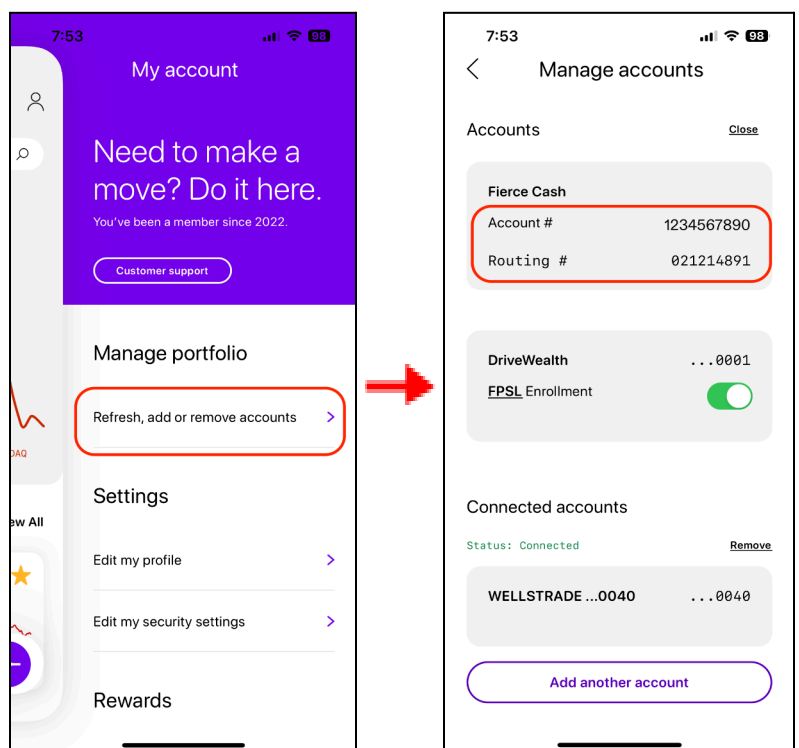 7:53
98
My account
Need to make a
move? Do it here.
You've been a member since 2022.
Customer support
Manage portfolio
Refresh, add or remove accounts
DAQ
Settings
ew All
Edit my profile
Edit my security settings
Rewards
7:53
98
Manage accounts
Accounts
Close
Fierce Cash
Account # 1234567890
Routing # 021214891
DriveWealth ...0001
FPSL Enrollment
Connected accounts
Status: Connected
Remove
WELLSTRADE ...0040 ...0040
Add another account